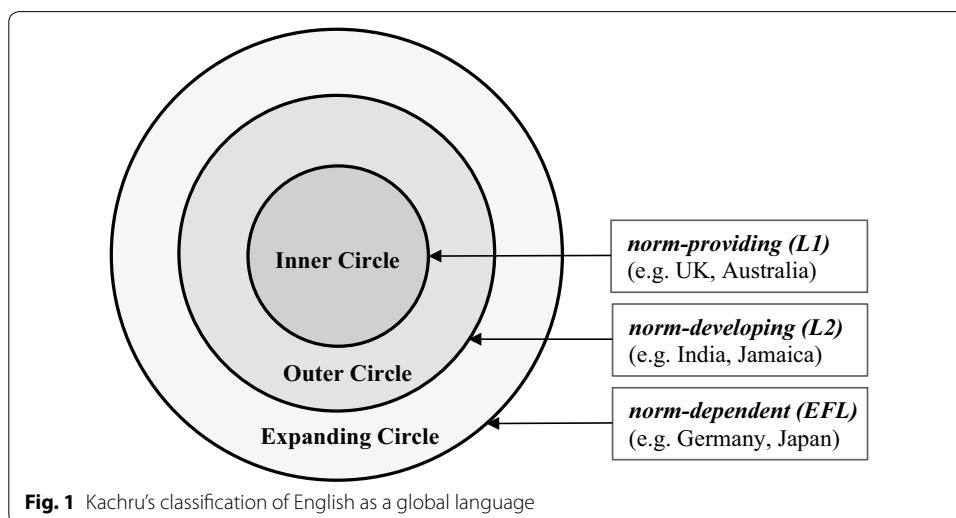 Inner Circle
Outer Circle
Expanding Circle
norm-providing (L1)
(e.g. UK, Australia)
norm-developing (L2)
(e.g. India, Jamaica)
norm-dependent (EFL)
(e.g. Germany, Japan)
Fig. 1 Kachru’s classification of English as a global language